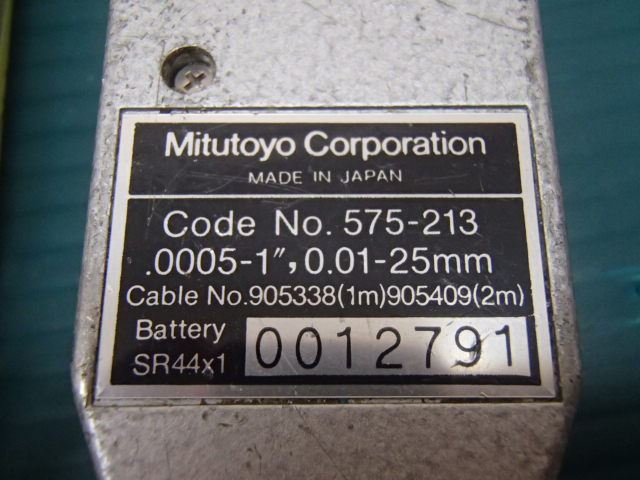 Mitutoyo Corporation
MADE IN JAPAN
Code No. 575-213
.0005-1", 0.01-25mm
Cable No.905338(1m)905409(2m)
Battery
SR44x1
0012791